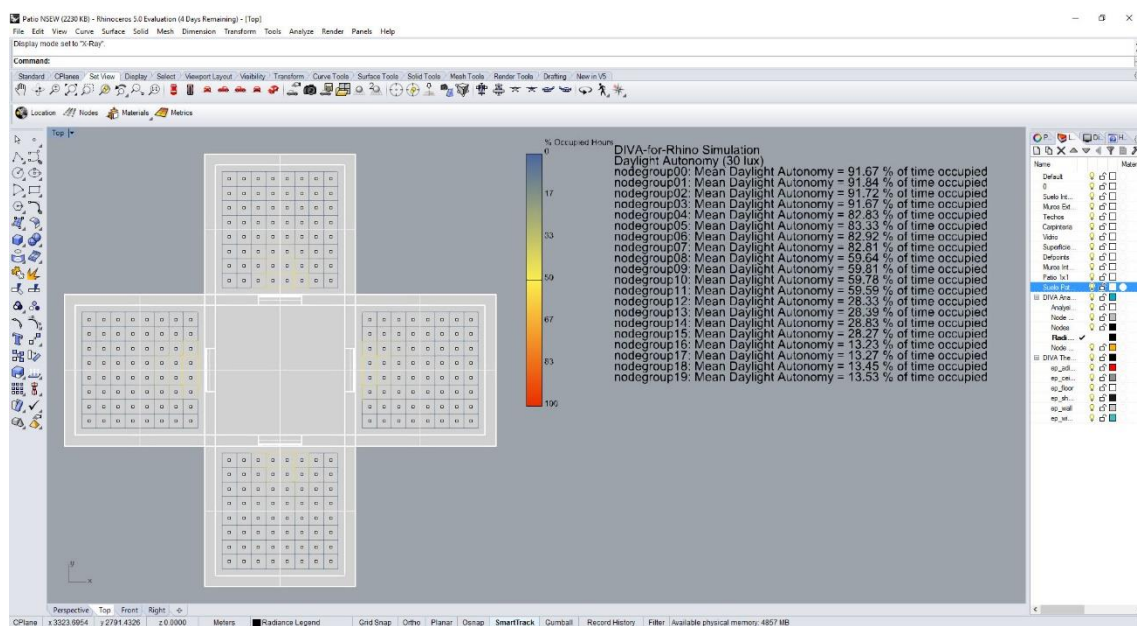 Patio NSEW (2230 KB) - Rhinoceros 5.0 Evaluation (4 Days Remaining) - [Top]
File Edit View Curve Surface Solid Mesh Dimension Transform Tools Analyze Render Panels Help
Display mode set to "X-Ray".
Command:
Standard CPlanes Set View Display Select Viewport Layout Visibility Transform Curve Tools Surface Tools Solid Tools Mesh Tools Render Tools Drafting New in V5
Location Nodes Materials Metrics
Top
% Occupied Hours
0
17
33
50
67
83
100
DIVA-for-Rhino Simulation
Daylight Autonomy (30 lux)
nodegroup00: Mean Daylight Autonomy = 91.67 % of time occupied
nodegroup01: Mean Daylight Autonomy = 91.84 % of time occupied
nodegroup02: Mean Daylight Autonomy = 91.72 % of time occupied
nodegroup03: Mean Daylight Autonomy = 91.67 % of time occupied
nodegroup04: Mean Daylight Autonomy = 82.83 % of time occupied
nodegroup05: Mean Daylight Autonomy = 83.33 % of time occupied
nodegroup06: Mean Daylight Autonomy = 82.92 % of time occupied
nodegroup07: Mean Daylight Autonomy = 82.81 % of time occupied
nodegroup08: Mean Daylight Autonomy = 59.64 % of time occupied
nodegroup09: Mean Daylight Autonomy = 59.81 % of time occupied
nodegroup10: Mean Daylight Autonomy = 59.78 % of time occupied
nodegroup11: Mean Daylight Autonomy = 59.59 % of time occupied
nodegroup12: Mean Daylight Autonomy = 28.33 % of time occupied
nodegroup13: Mean Daylight Autonomy = 28.39 % of time occupied
nodegroup14: Mean Daylight Autonomy = 28.83 % of time occupied
nodegroup15: Mean Daylight Autonomy = 28.27 % of time occupied
nodegroup16: Mean Daylight Autonomy = 13.23 % of time occupied
nodegroup17: Mean Daylight Autonomy = 13.27 % of time occupied
nodegroup18: Mean Daylight Autonomy = 13.45 % of time occupied
nodegroup19: Mean Daylight Autonomy = 13.53 % of time occupied
y
x
P... L... Di... H...
Name Mater
Default
0
Suelo Int...
Muros Ext...
Techos
Carpinteria
Vidrio
Superficie...
Defpoints
Muros Int...
Patio 1x1
Suelo Pat...
DIVA Ana...
Analysi...
Node ...
Nodes
Radi...
Node ...
DIVA The...
ep_adi...
ep_cei...
ep_floor
ep_sh...
ep_wall
ep_wi...
Perspective Top Front Right
CPlane x 3323.6954 y 2791.4326 z 0.0000 Meters Radiance Legend Grid Snap Ortho Planar Osnap SmartTrack Gumball Record History Filter Available physical memory: 4857 MB